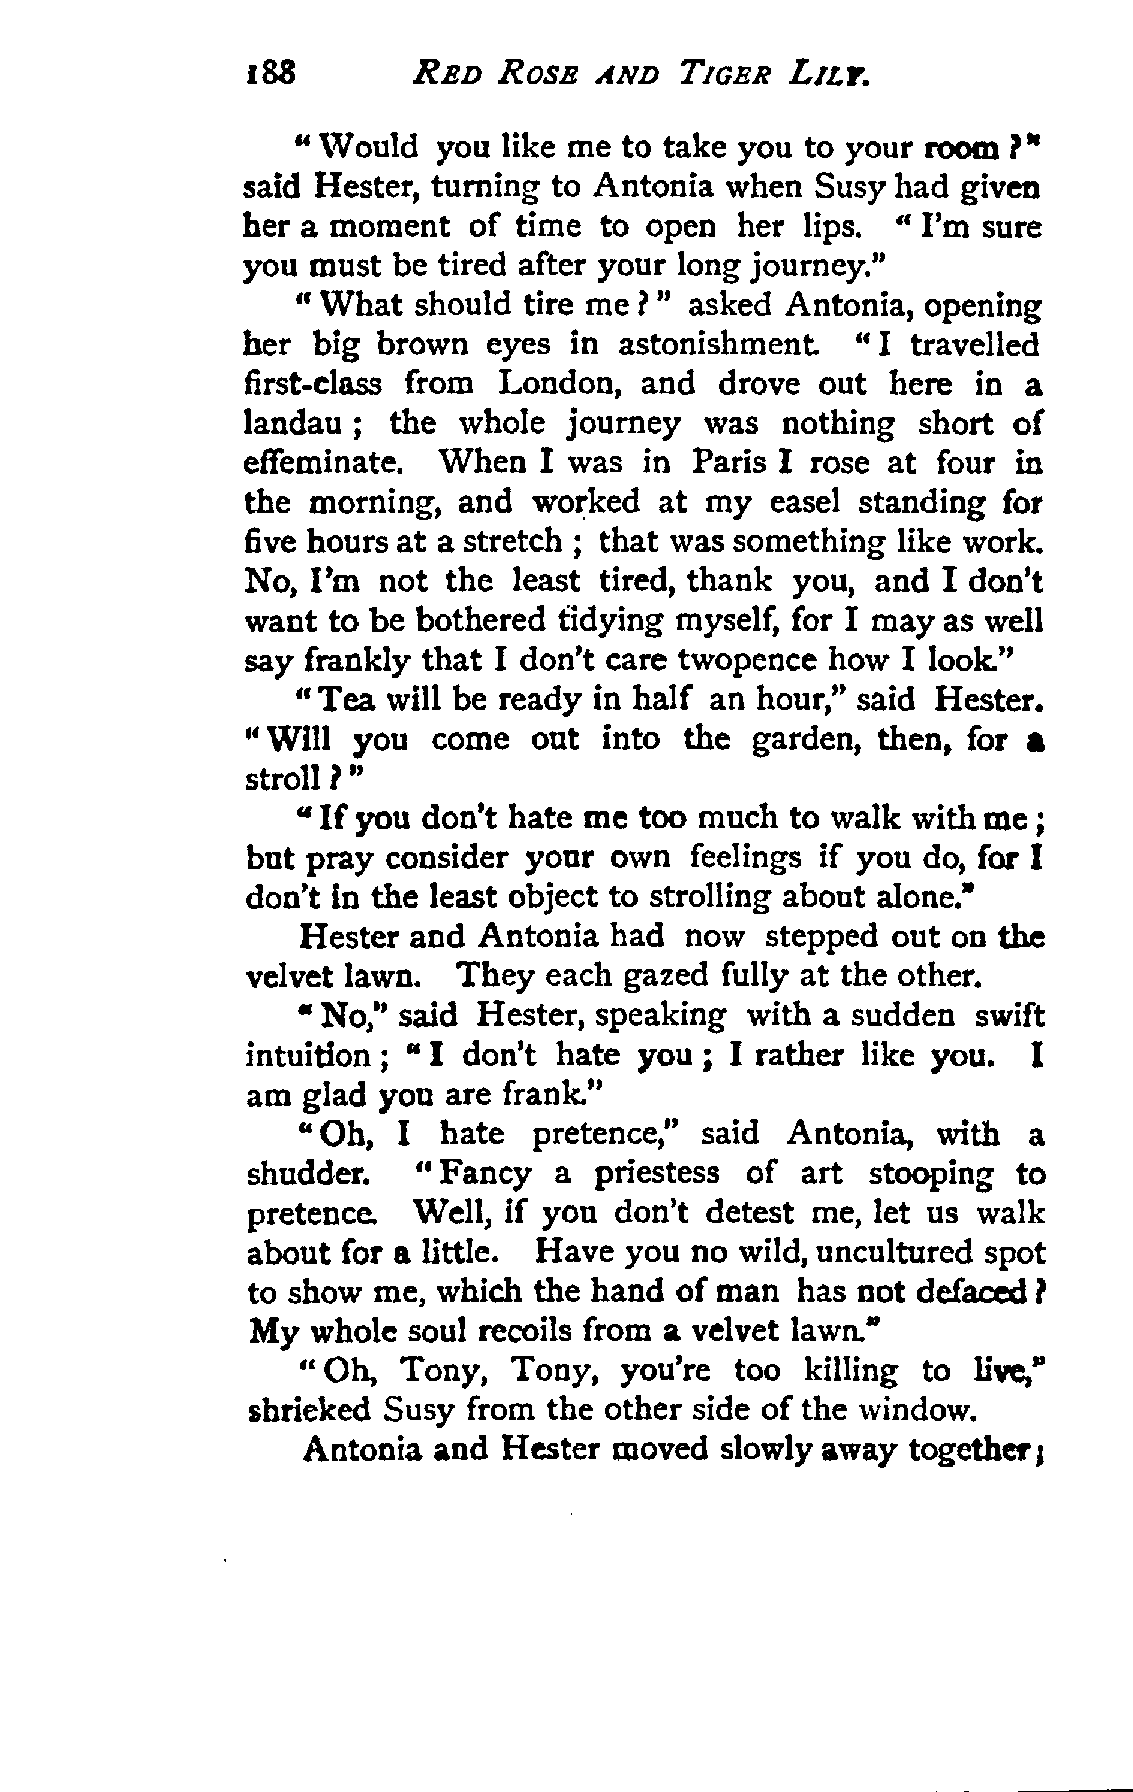 188 RED ROSE AND TIGER LILY.
"Would you like me to take you to your room?"
said Hester, turning to Antonia when Susy had given
her a moment of time to open her lips. "I'm sure
you must be tired after your long journey."
"What should tire me?" asked Antonia, opening
her big brown eyes in astonishment. "I travelled
first-class from London, and drove out here in a
landau; the whole journey was nothing short of
effeminate. When I was in Paris I rose at four in
the morning, and worked at my easel standing for
five hours at a stretch; that was something like work.
No, I'm not the least tired, thank you, and I don't
want to be bothered tidying myself, for I may as well
say frankly that I don't care twopence how I look."
"Tea will be ready in half an hour," said Hester.
"Will you come out into the garden, then, for a
stroll?"
"If you don't hate me too much to walk with me;
but pray consider your own feelings if you do, for I
don't in the least object to strolling about alone."
Hester and Antonia had now stepped out on the
velvet lawn. They each gazed fully at the other.
"No," said Hester, speaking with a sudden swift
intuition; "I don't hate you; I rather like you. I
am glad you are frank."
"Oh, I hate pretence," said Antonia, with a
shudder. "Fancy a priestess of art stooping to
pretence. Well, if you don't detest me, let us walk
about for a little. Have you no wild, uncultured spot
to show me, which the hand of man has not defaced?
My whole soul recoils from a velvet lawn."
"Oh, Tony, Tony, you're too killing to live,"
shrieked Susy from the other side of the window.
Antonia and Hester moved slowly away together;